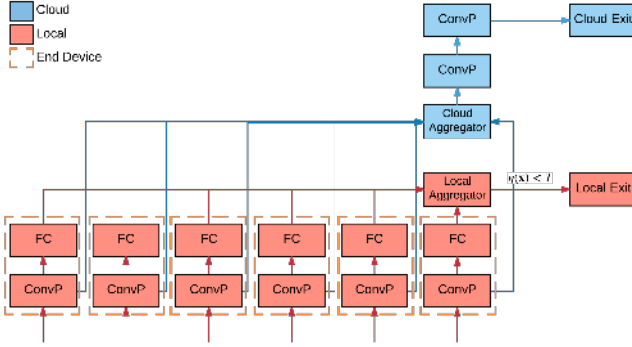 Cloud
Local
End Device
ConvP
Cloud Exit
ConvP
Cloud
Aggregator
Local
Aggregator
η(x) < T
Local Exit
FC
FC
FC
FC
FC
FC
ConvP
ConvP
ConvP
ConvP
ConvP
ConvP